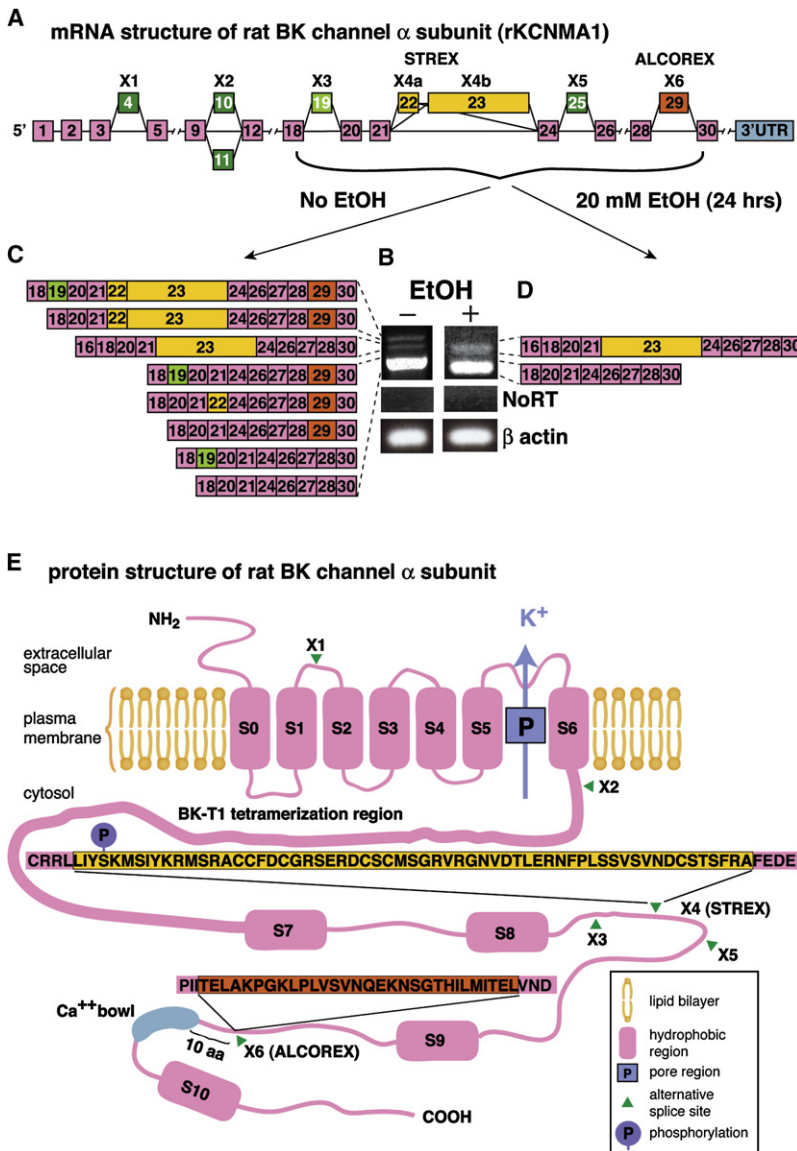 A
mRNA structure of rat BK channel α subunit (rKCNMA1)
STREX ALCOREX
X1 X2 X3 X4a X4b X5 X6
4 10 19 22 23 25 29
5' 1 2 3 5 9 12 18 20 21 24 26 28 30 3'UTR
11
No EtOH 20 mM EtOH (24 hrs)
C B D
EtOH
− +
18 19 20 21 22 23 24 26 27 28 29 30
18 20 21 22 23 24 26 27 28 29 30
16 18 20 21 23 24 26 27 28 30
18 19 20 21 24 26 27 28 29 30
18 20 21 22 24 26 27 28 29 30
18 20 21 24 26 27 28 29 30
18 19 20 21 24 26 27 28 30
18 20 21 24 26 27 28 30
16 18 20 21 23 24 26 27 28 30
18 20 21 24 26 27 28 30
NoRT
β actin
E protein structure of rat BK channel α subunit
NH2
K+
extracellular
space
X1
plasma
membrane
S0 S1 S2 S3 S4 S5 P S6
cytosol
X2
BK-T1 tetramerization region
P
CRRLLIYSKMSIYKRMSRACCFDCGRSERDCSCMSGRVRGNVDTLERNFPLSSVSVNDCSTSFRAFEDE
X4 (STREX)
S7 S8 X3 X5
PIITELAKPGKLPLVSVNQEKNSGTHILMITELVND
Ca++bowl
10 aa
X6 (ALCOREX)
S9
S10
COOH
lipid bilayer
hydrophobic
region
P pore region
alternative
splice site
P phosphorylation